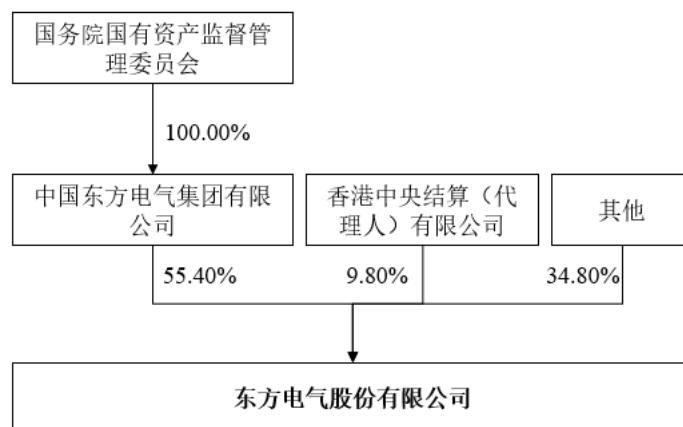 国务院国有资产监督管
理委员会
100.00%
中国东方电气集团有限
公司
香港中央结算（代
理人）有限公司
其他
55.40%
9.80%
34.80%
东方电气股份有限公司